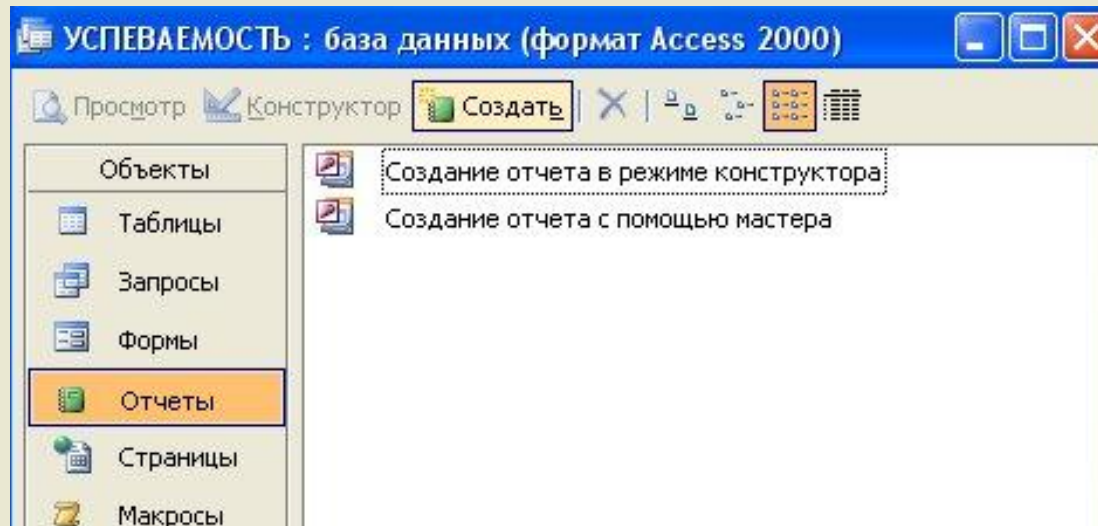 УСПЕВАЕМОСТЬ : база данных (формат Access 2000)
Просмотр Конструктор Создать
Объекты
Создание отчета в режиме конструктора
Таблицы
Создание отчета с помощью мастера
Запросы
Формы
Отчеты
Страницы
Макросы